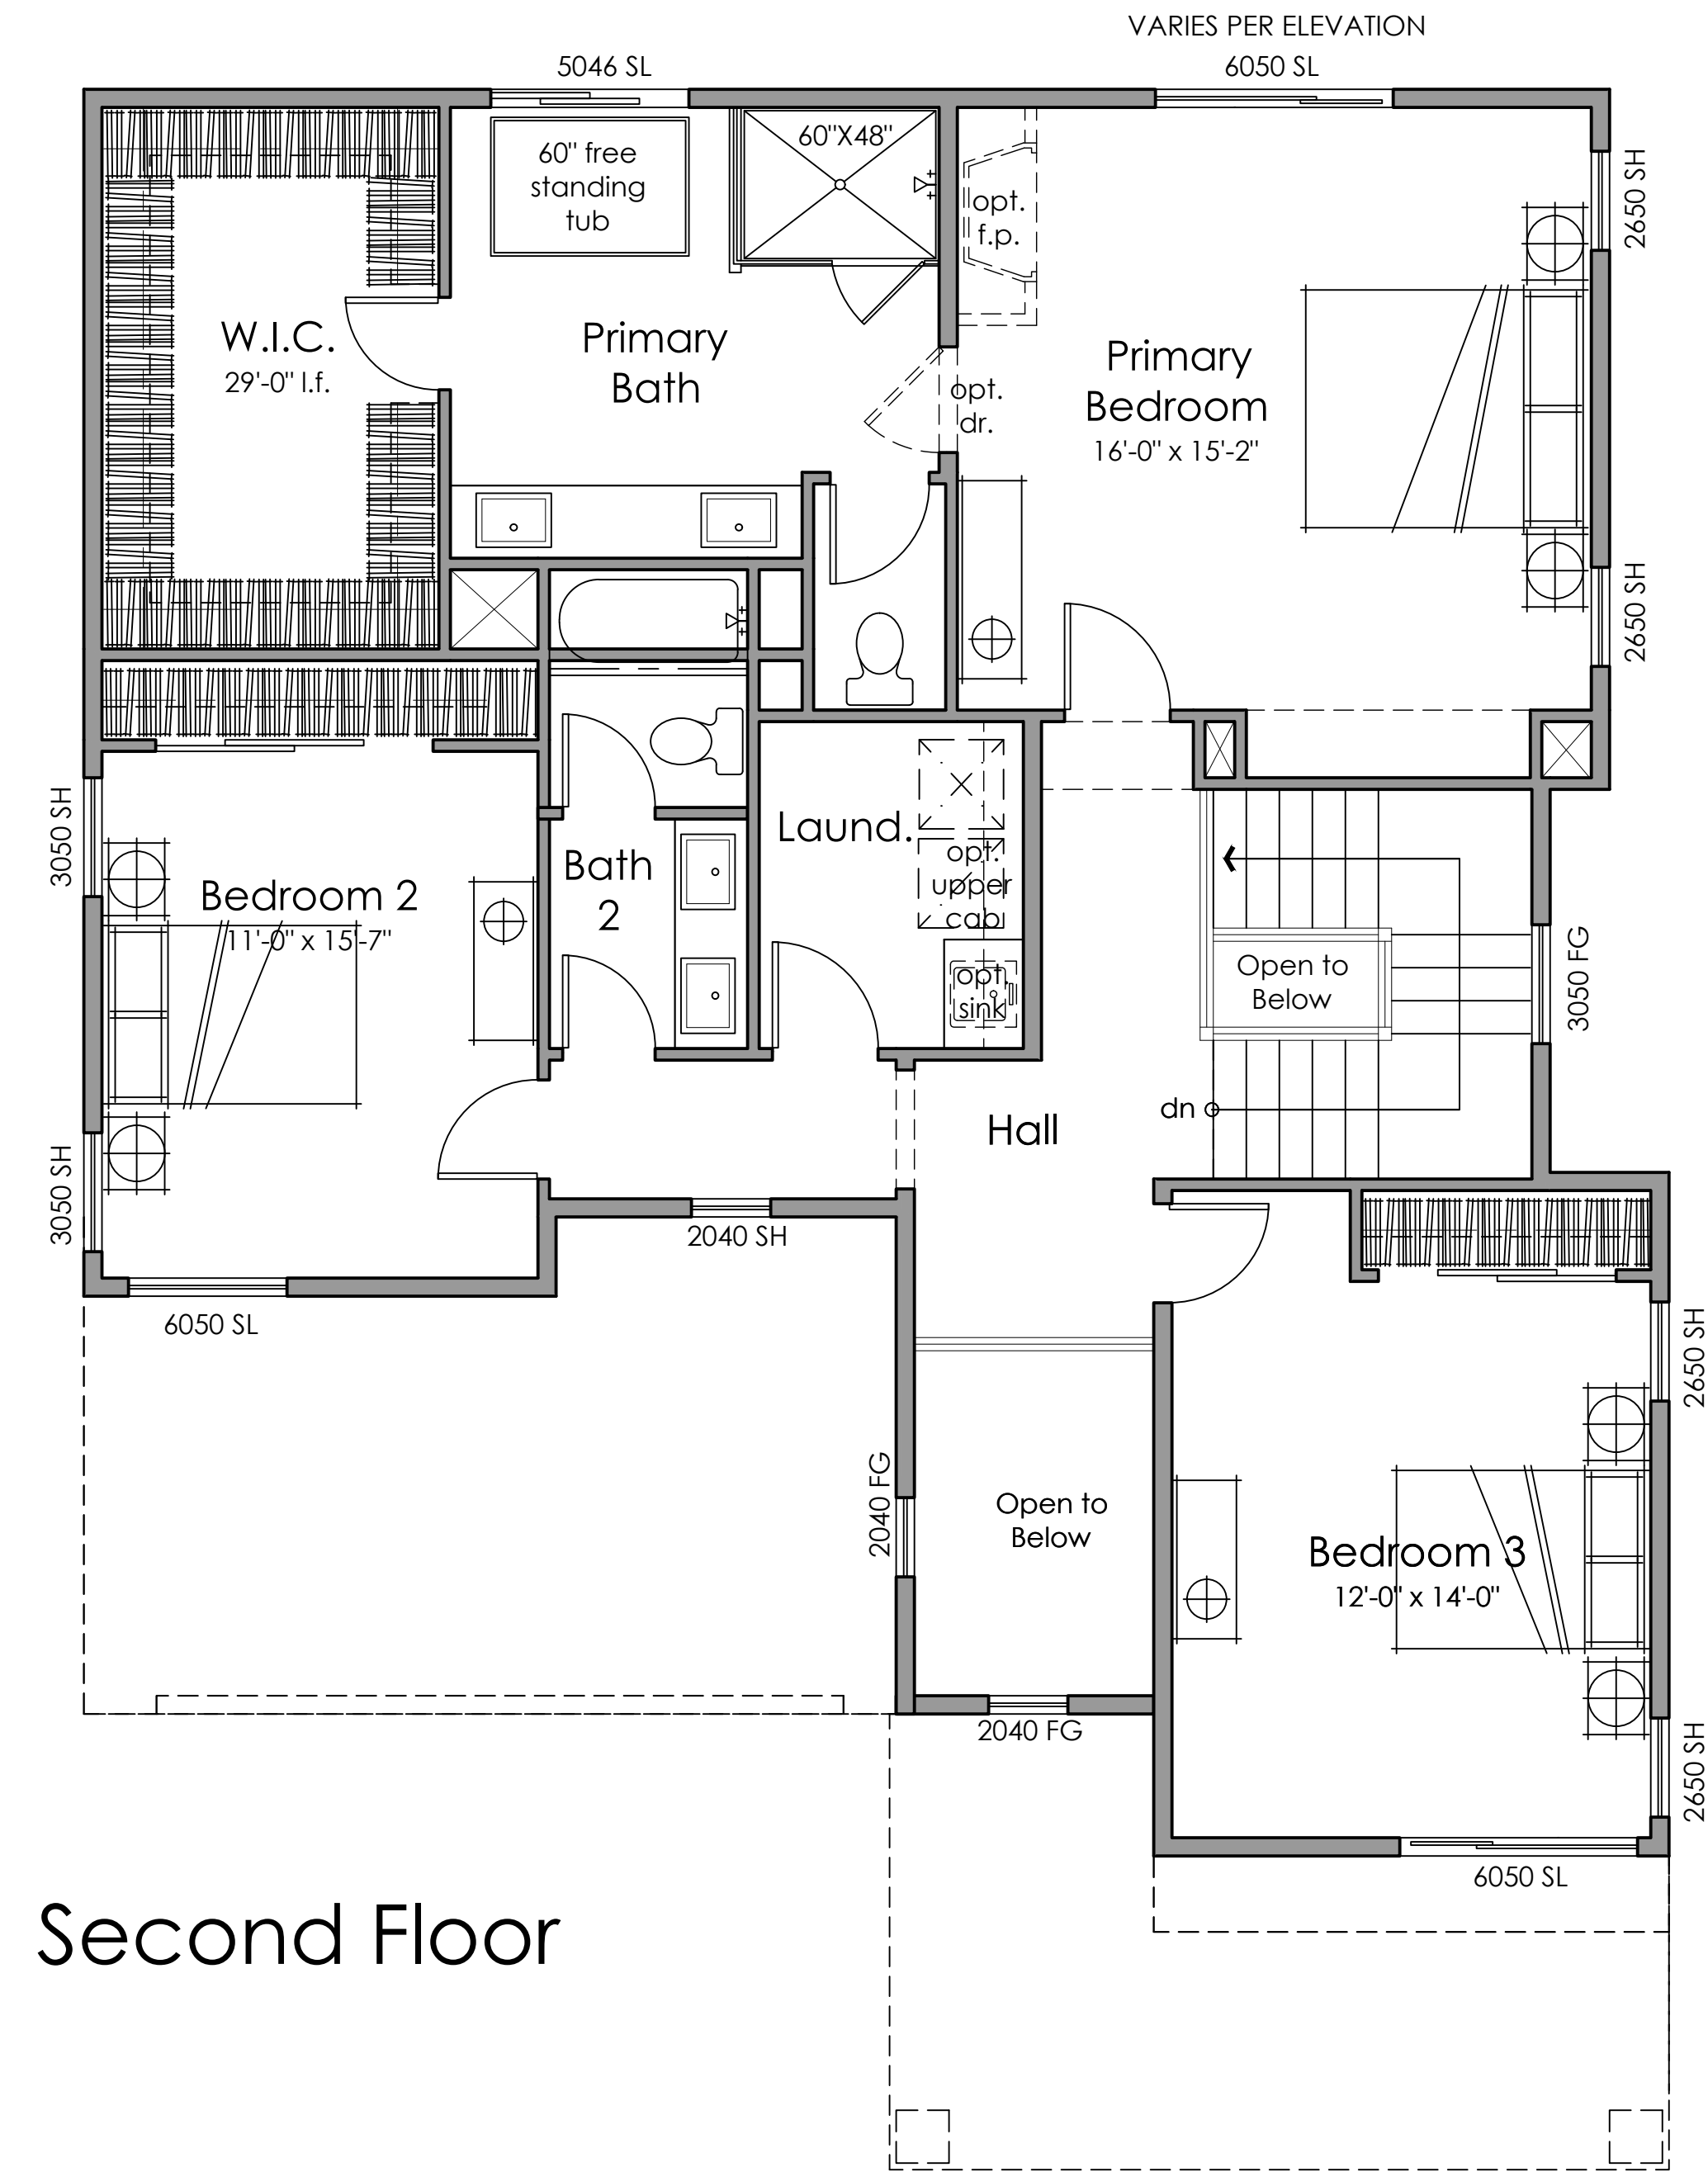 VARIES PER ELEVATION
5046 SL
6050 SL
60" free
standing
tub
60"X48"
opt.
f.p.
2650 SH
W.I.C.
29'-0" l.f.
Primary
Bath
opt.
dr.
Primary
Bedroom
16'-0" x 15'-2"
2650 SH
3050 SH
Bedroom 2
11'-0" x 15'-7"
Bath
2
Laund.
opt.
upper
cab
opt.
sink
Open to
Below
3050 FG
dn
Hall
3050 SH
2040 SH
6050 SL
2650 SH
2040 FG
Open to
Below
Bedroom 3
12'-0" x 14'-0"
2040 FG
2650 SH
6050 SL
Second Floor